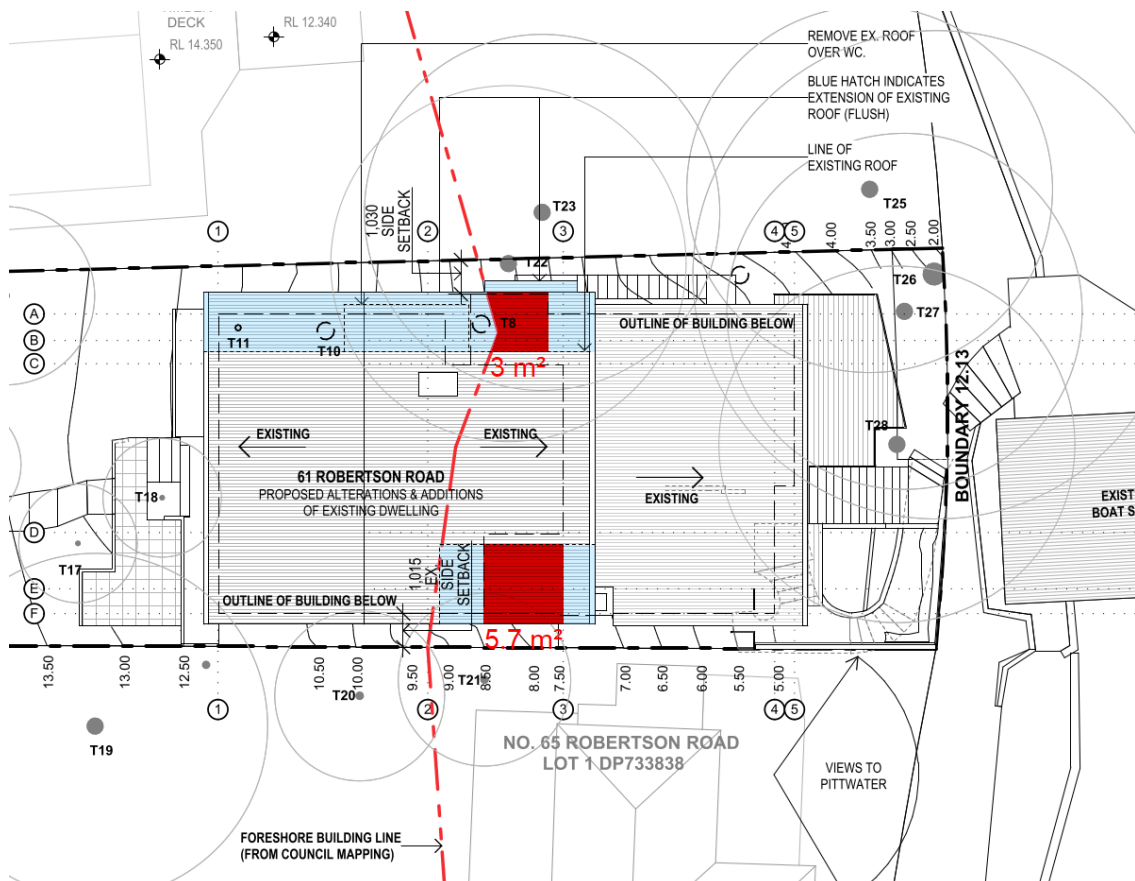 DECK
RL 14.350
RL 12.340
REMOVE EX. ROOF
OVER WC.
BLUE HATCH INDICATES
EXTENSION OF EXISTING
ROOF (FLUSH)
LINE OF
EXISTING ROOF
1,030
SIDE
SETBACK
T23
T25
1
2
3
4
5
4.00
3.50
3.00
2.50
2.00
T22
T26
A
B
C
T11
T10
T8
OUTLINE OF BUILDING BELOW
T27
3 m²
BOUNDARY 12.13
T28
EXISTING
EXISTING
61 ROBERTSON ROAD
PROPOSED ALTERATIONS & ADDITIONS
OF EXISTING DWELLING
EXISTING
EXIST
BOAT S
T18
D
T17
1,015
EX.
SIDE
SETBACK
E
F
OUTLINE OF BUILDING BELOW
5.7 m²
13.50
13.00
12.50
10.50
10.00
9.50
9.00
8.50
8.00
7.50
7.00
6.50
6.00
5.50
5.00
T20
T21
1
2
3
4
5
T19
NO. 65 ROBERTSON ROAD
LOT 1 DP733838
VIEWS TO
PITTWATER
FORESHORE BUILDING LINE
(FROM COUNCIL MAPPING)